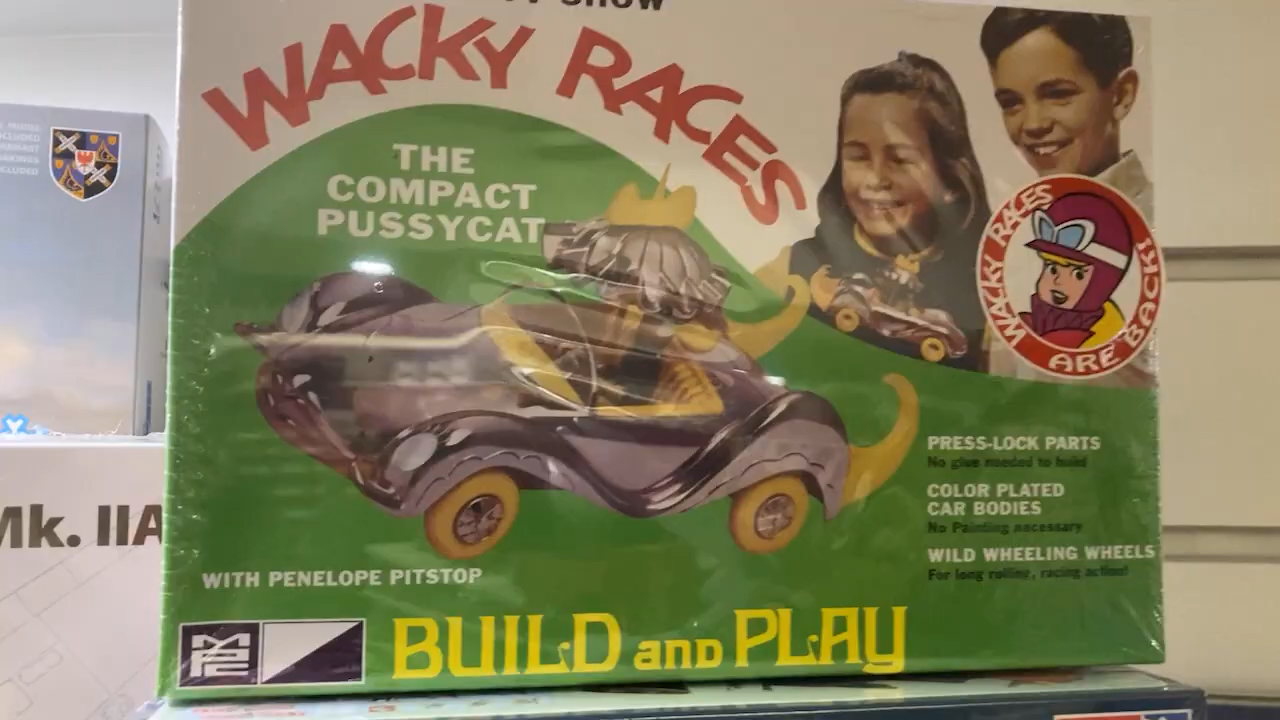 SHOW
WACKY RACES
THE
COMPACT
PUSSYCAT
WACKY RACES
ARE BACK!
PRESS-LOCK PARTS
No glue needed to build
COLOR PLATED
CAR BODIES
No Painting necessary
WILD WHEELING WHEELS
For long rolling, racing action!
WITH PENELOPE PITSTOP
MPC
BUILD and PLAY
Mk. IIA